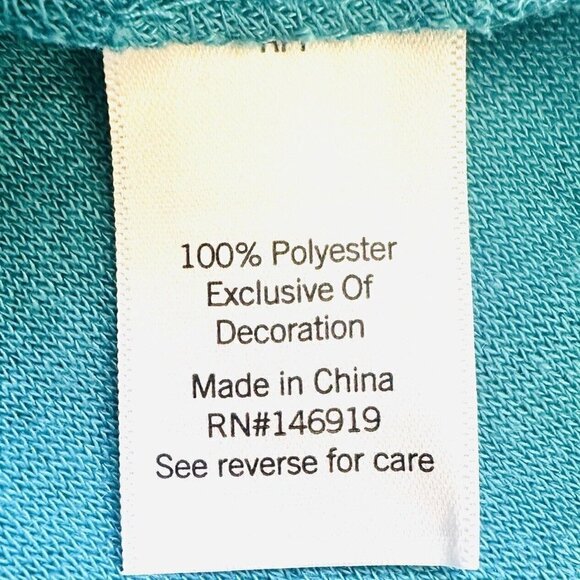 100% Polyester
Exclusive Of
Decoration
Made in China
RN#146919
See reverse for care